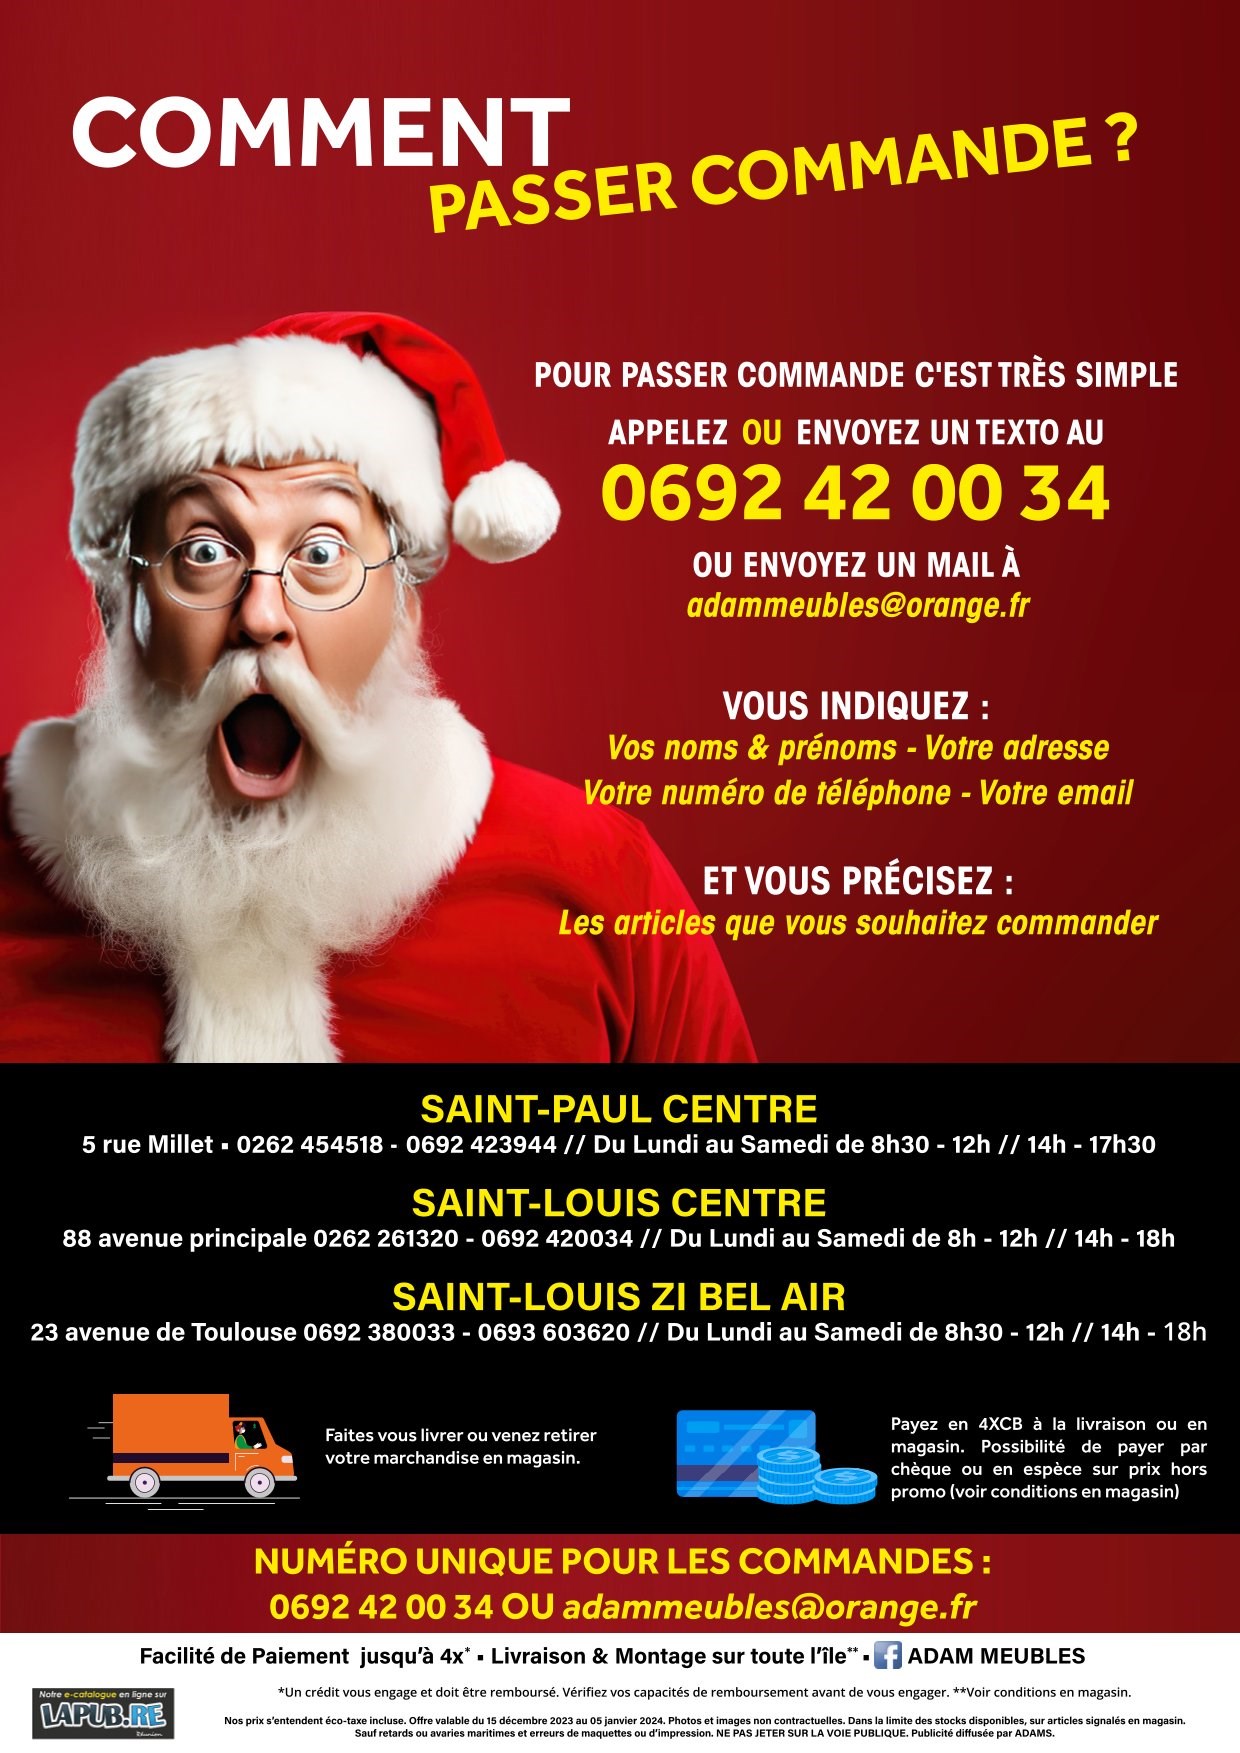 COMMENT
PASSER COMMANDE ?
POUR PASSER COMMANDE C'EST TRÈS SIMPLE
APPELEZ OU ENVOYEZ UN TEXTO AU
0692 42 00 34
OU ENVOYEZ UN MAIL À
adammeubles@orange.fr
VOUS INDIQUEZ :
Vos noms & prénoms - Votre adresse
Votre numéro de téléphone - Votre email
ET VOUS PRÉCISEZ :
Les articles que vous souhaitez commander
SAINT-PAUL CENTRE
5 rue Millet ▪ 0262 454518 - 0692 423944 // Du Lundi au Samedi de 8h30 - 12h // 14h - 17h30
SAINT-LOUIS CENTRE
88 avenue principale 0262 261320 - 0692 420034 // Du Lundi au Samedi de 8h - 12h // 14h - 18h
SAINT-LOUIS ZI BEL AIR
23 avenue de Toulouse 0692 380033 - 0693 603620 // Du Lundi au Samedi de 8h30 - 12h // 14h - 18h
Faites vous livrer ou venez retirer
votre marchandise en magasin.
Payez en 4XCB à la livraison ou en
magasin. Possibilité de payer par
chèque ou en espèce sur prix hors
promo (voir conditions en magasin)
NUMÉRO UNIQUE POUR LES COMMANDES :
0692 42 00 34 OU adammeubles@orange.fr
Facilité de Paiement jusqu'à 4x* ▪ Livraison & Montage sur toute l'île** ▪ f ADAM MEUBLES
*Un crédit vous engage et doit être remboursé. Vérifiez vos capacités de remboursement avant de vous engager. **Voir conditions en magasin.
Notre e-catalogue en ligne sur
LAPUB.RE
Réunion
Nos prix s'entendent éco-taxe incluse. Offre valable du 15 décembre 2023 au 05 janvier 2024. Photos et images non contractuelles. Dans la limite des stocks disponibles, sur articles signalés en magasin.
Sauf retards ou avaries maritimes et erreurs de maquettes ou d'impression. NE PAS JETER SUR LA VOIE PUBLIQUE. Publicité diffusée par ADAMS.